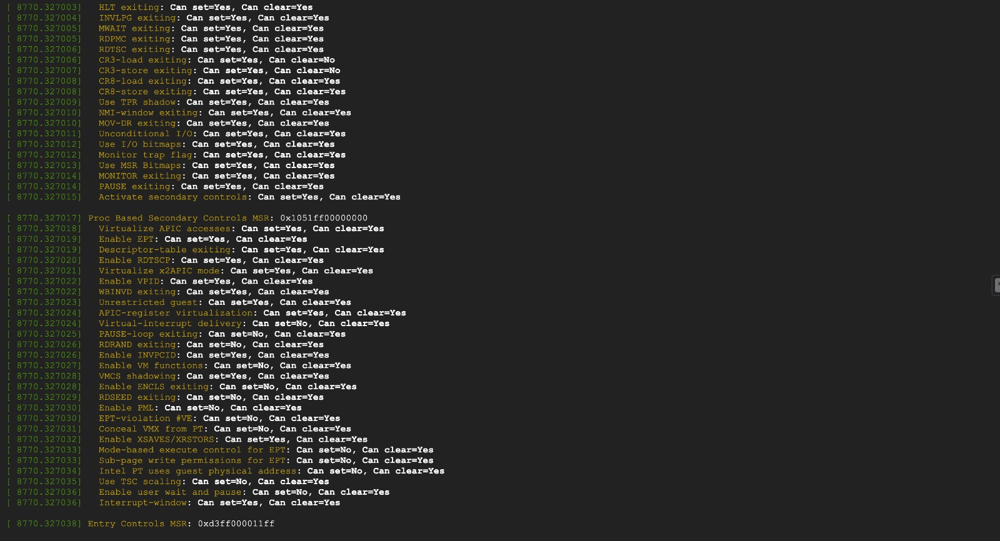 [ 8770.327003]   HLT exiting: Can set=Yes, Can clear=Yes
[ 8770.327004]   INVLPG exiting: Can set=Yes, Can clear=Yes
[ 8770.327005]   MWAIT exiting: Can set=Yes, Can clear=Yes
[ 8770.327005]   RDPMC exiting: Can set=Yes, Can clear=Yes
[ 8770.327006]   RDTSC exiting: Can set=Yes, Can clear=Yes
[ 8770.327006]   CR3-load exiting: Can set=Yes, Can clear=No
[ 8770.327007]   CR3-store exiting: Can set=Yes, Can clear=No
[ 8770.327008]   CR8-load exiting: Can set=Yes, Can clear=Yes
[ 8770.327008]   CR8-store exiting: Can set=Yes, Can clear=Yes
[ 8770.327009]   Use TPR shadow: Can set=Yes, Can clear=Yes
[ 8770.327010]   NMI-window exiting: Can set=Yes, Can clear=Yes
[ 8770.327010]   MOV-DR exiting: Can set=Yes, Can clear=Yes
[ 8770.327011]   Unconditional I/O: Can set=Yes, Can clear=Yes
[ 8770.327012]   Use I/O bitmaps: Can set=Yes, Can clear=Yes
[ 8770.327012]   Monitor trap flag: Can set=Yes, Can clear=Yes
[ 8770.327013]   Use MSR Bitmaps: Can set=Yes, Can clear=Yes
[ 8770.327014]   MONITOR exiting: Can set=Yes, Can clear=Yes
[ 8770.327014]   PAUSE exiting: Can set=Yes, Can clear=Yes
[ 8770.327015]   Activate secondary controls: Can set=Yes, Can clear=Yes
[ 8770.327017] Proc Based Secondary Controls MSR: 0x1051ff00000000
[ 8770.327018]   Virtualize APIC accesses: Can set=Yes, Can clear=Yes
[ 8770.327019]   Enable EPT: Can set=Yes, Can clear=Yes
[ 8770.327019]   Descriptor-table exiting: Can set=Yes, Can clear=Yes
[ 8770.327020]   Enable RDTSCP: Can set=Yes, Can clear=Yes
[ 8770.327021]   Virtualize x2APIC mode: Can set=Yes, Can clear=Yes
[ 8770.327022]   Enable VPID: Can set=Yes, Can clear=Yes
[ 8770.327022]   WBINVD exiting: Can set=Yes, Can clear=Yes
[ 8770.327023]   Unrestricted guest: Can set=Yes, Can clear=Yes
[ 8770.327024]   APIC-register virtualization: Can set=Yes, Can clear=Yes
[ 8770.327024]   Virtual-interrupt delivery: Can set=No, Can clear=Yes
[ 8770.327025]   PAUSE-loop exiting: Can set=No, Can clear=Yes
[ 8770.327026]   RDRAND exiting: Can set=No, Can clear=Yes
[ 8770.327026]   Enable INVPCID: Can set=Yes, Can clear=Yes
[ 8770.327027]   Enable VM functions: Can set=No, Can clear=Yes
[ 8770.327028]   VMCS shadowing: Can set=Yes, Can clear=Yes
[ 8770.327028]   Enable ENCLS exiting: Can set=No, Can clear=Yes
[ 8770.327029]   RDSEED exiting: Can set=No, Can clear=Yes
[ 8770.327030]   Enable PML: Can set=No, Can clear=Yes
[ 8770.327030]   EPT-violation #VE: Can set=No, Can clear=Yes
[ 8770.327031]   Conceal VMX from PT: Can set=No, Can clear=Yes
[ 8770.327032]   Enable XSAVES/XRSTORS: Can set=Yes, Can clear=Yes
[ 8770.327033]   Mode-based execute control for EPT: Can set=No, Can clear=Yes
[ 8770.327033]   Sub-page write permissions for EPT: Can set=No, Can clear=Yes
[ 8770.327034]   Intel PT uses guest physical address: Can set=No, Can clear=Yes
[ 8770.327035]   Use TSC scaling: Can set=No, Can clear=Yes
[ 8770.327036]   Enable user wait and pause: Can set=No, Can clear=Yes
[ 8770.327036]   Interrupt-window: Can set=Yes, Can clear=Yes
[ 8770.327038] Entry Controls MSR: 0xd3ff000011ff